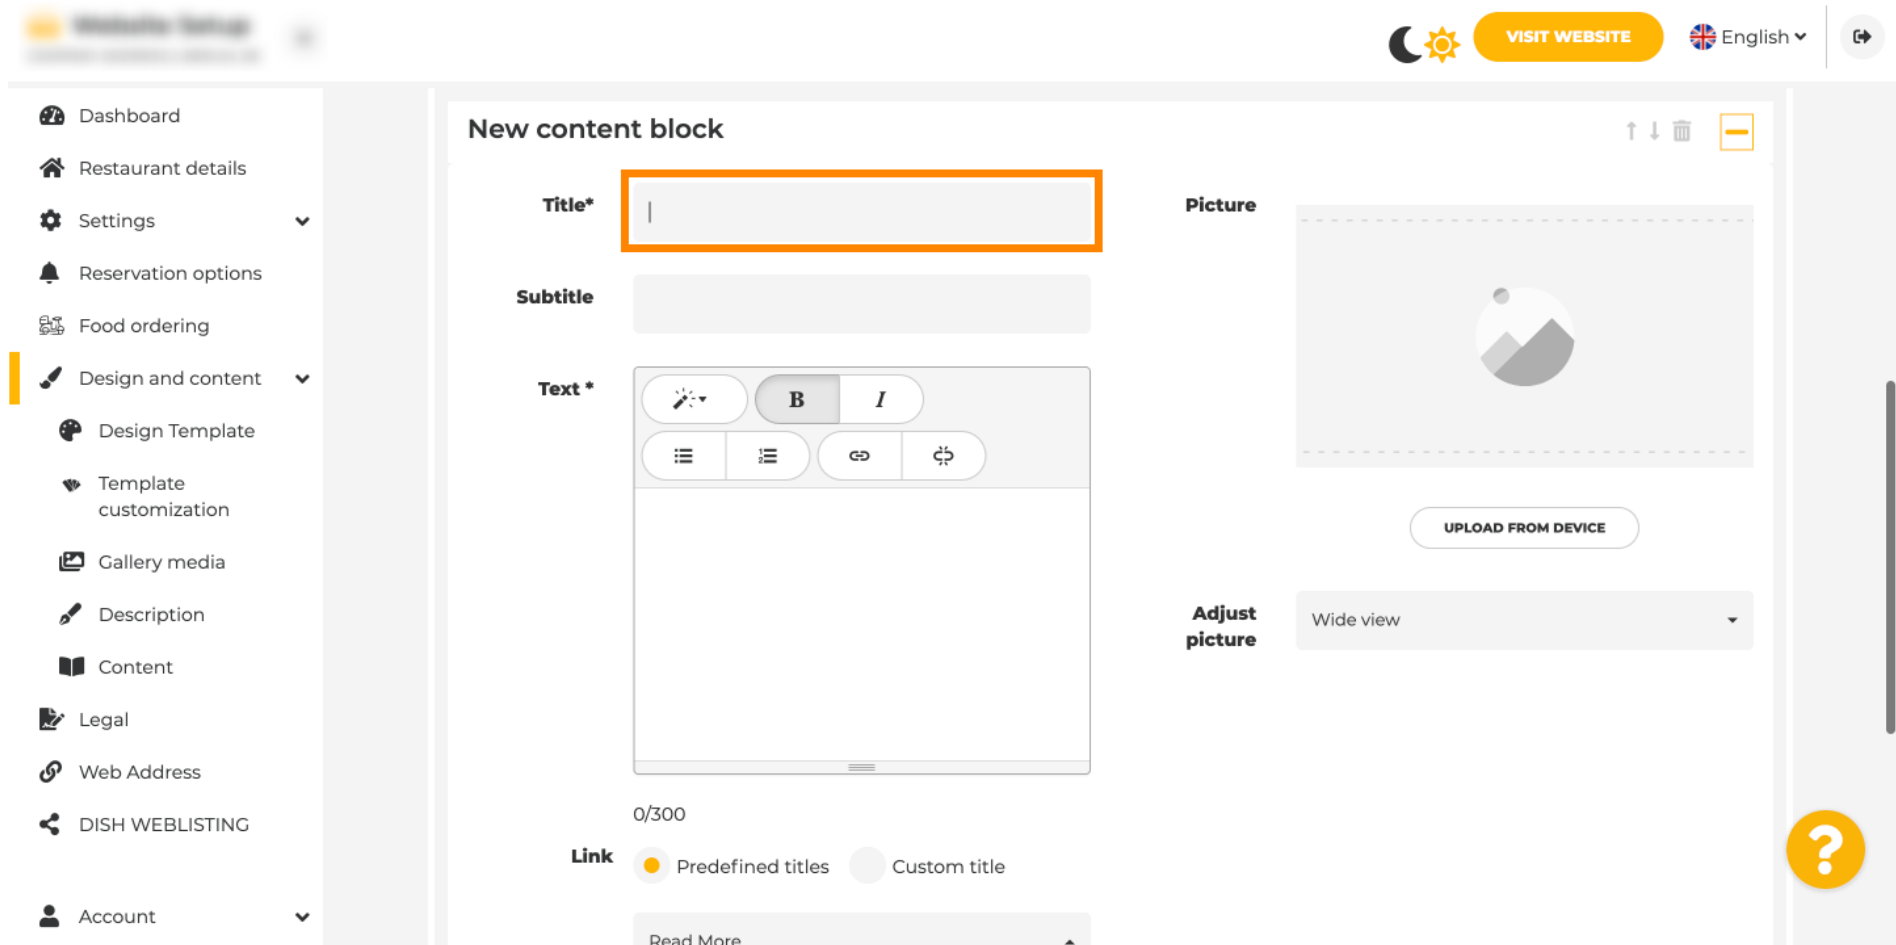 VISIT WEBSITE
English
Dashboard
Restaurant details
Settings
Reservation options
Food ordering
Design and content
Design Template
Template
customization
Gallery media
Description
Content
Legal
Web Address
DISH WEBLISTING
Account
New content block
Title*
Subtitle
Text *
B I
0/300
Link
Predefined titles
Custom title
Read More
Picture
UPLOAD FROM DEVICE
Adjust
picture
Wide view
?